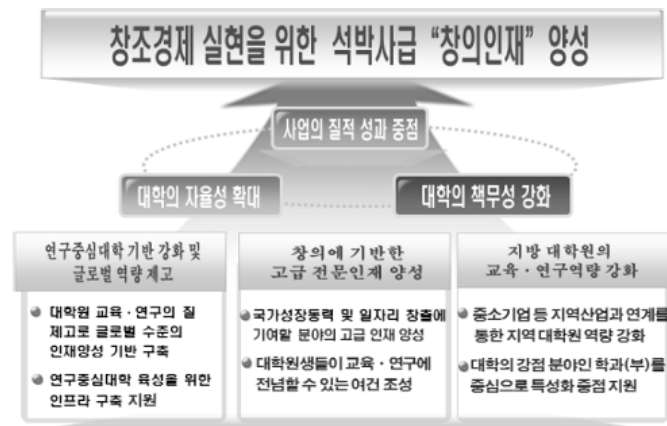 창조경제 실현을 위한 석박사급 “창의인재” 양성
사업의 질적 성과 중점
대학의 자율성 확대
대학의 책무성 강화
연구중심대학 기반 강화 및
글로벌 역량 제고
대학원 교육·연구의 질
제고로 글로벌 수준의
인재양성 기반 구축
연구중심대학 육성을 위한
인프라 구축 지원
창의에 기반한
고급 전문인재 양성
국가성장동력 및 일자리 창출에
기여할 분야의 고급 인재 양성
대학원생들이 교육·연구에
전념할 수 있는 여건 조성
지방 대학원의
교육·연구역량 강화
중소기업 등 지역산업과 연계를
통한 지역 대학원 역량 강화
대학의 강점 분야인 학과(부)를
중심으로 특성화 중점 지원